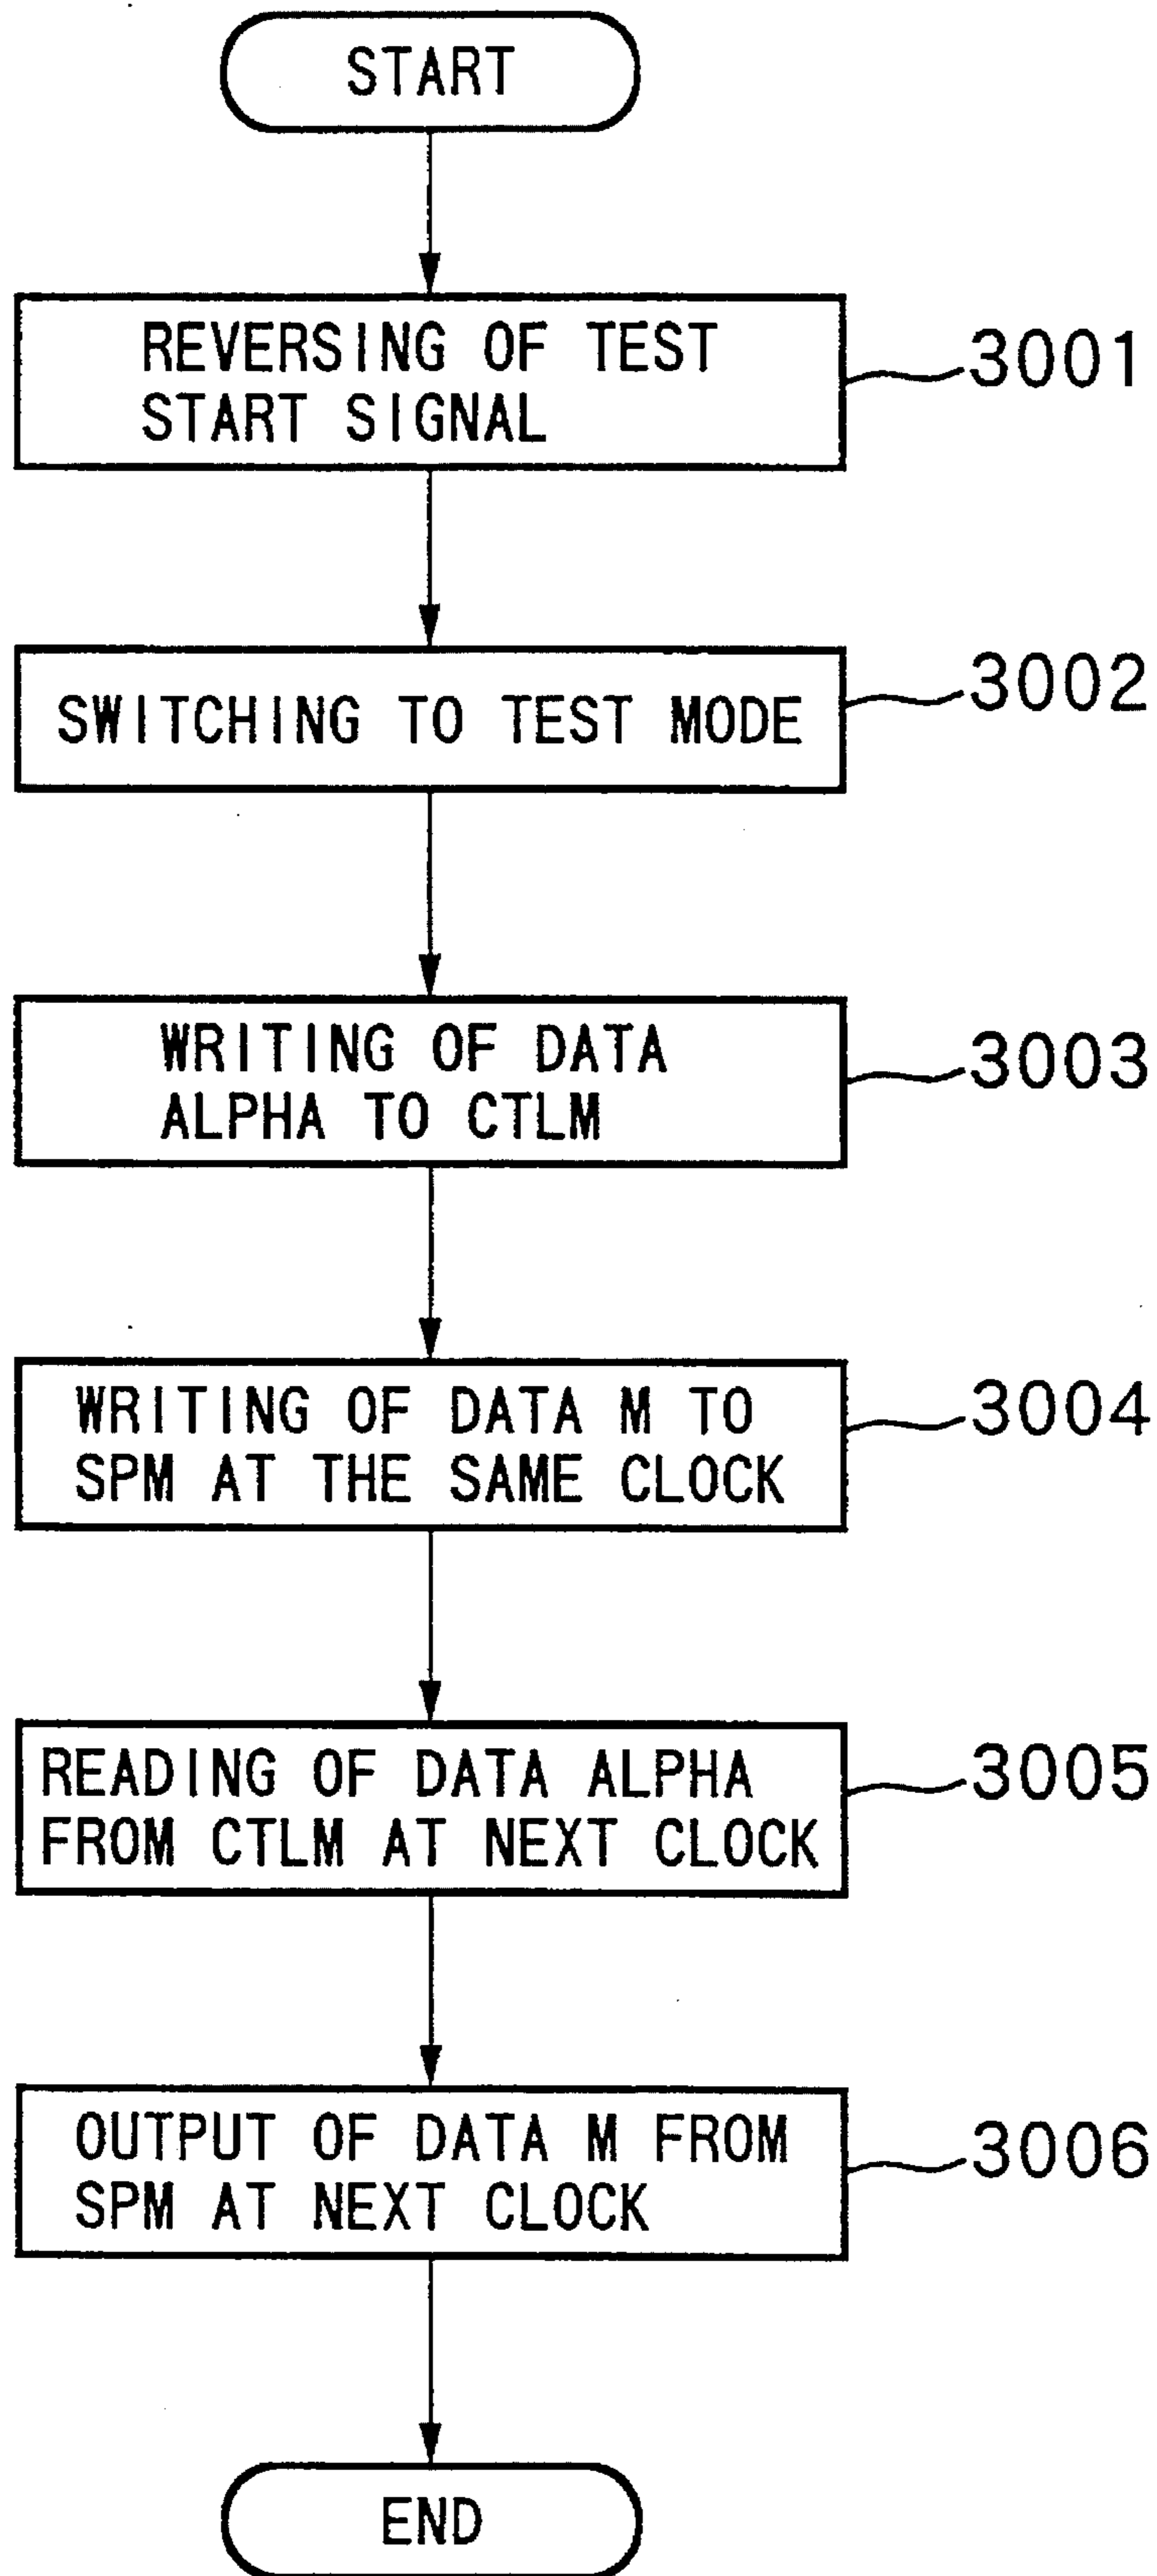 START
REVERSING OF TEST
START SIGNAL
3001
SWITCHING TO TEST MODE
3002
WRITING OF DATA
ALPHA TO CTLM
3003
WRITING OF DATA M TO
SPM AT THE SAME CLOCK
3004
READING OF DATA ALPHA
FROM CTLM AT NEXT CLOCK
3005
OUTPUT OF DATA M FROM
SPM AT NEXT CLOCK
3006
END